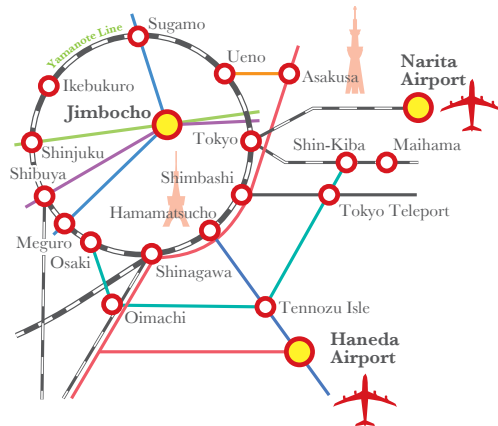 Sugamo
Yamanote Line
Ueno
Asakusa
Narita
Airport
Ikebukuro
Jimbocho
Tokyo
Shin-Kiba
Maihama
Shinjuku
Shibuya
Shimbashi
Hamamatsucho
Tokyo Teleport
Meguro
Osaki
Shinagawa
Oimachi
Tennozu Isle
Haneda
Airport